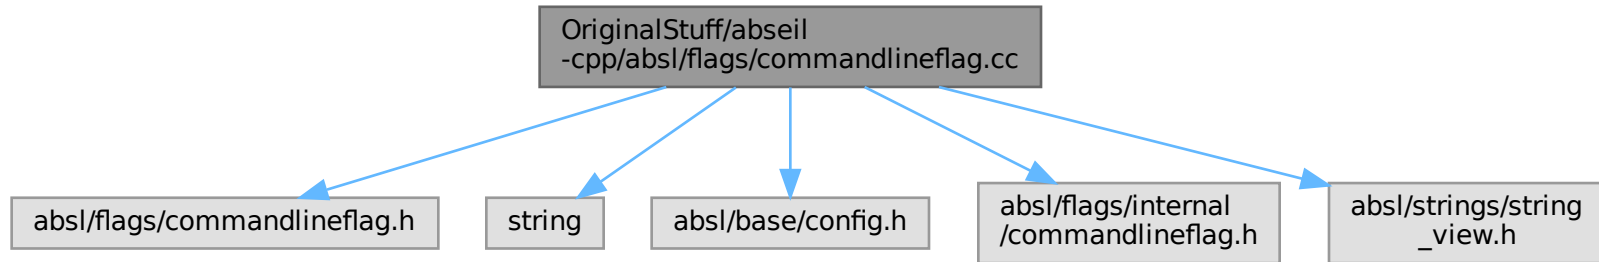 OriginalStuff/abseil
-cpp/absl/flags/commandlineflag.cc
absl/flags/commandlineflag.h
string
absl/base/config.h
absl/flags/internal
/commandlineflag.h
absl/strings/string
_view.h